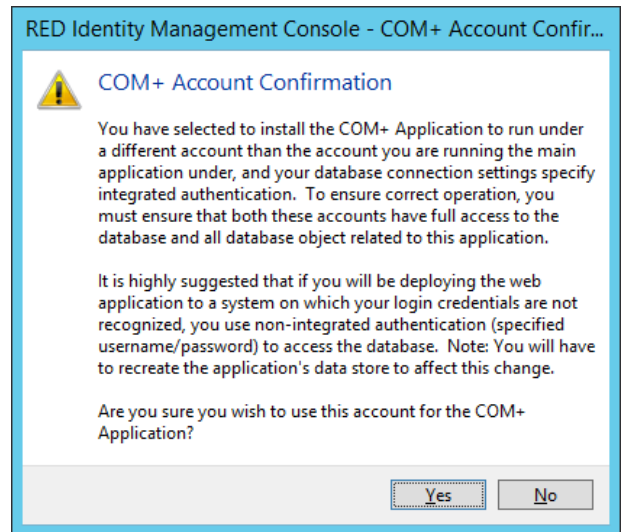 RED Identity Management Console - COM+ Account Confir...
COM+ Account Confirmation
You have selected to install the COM+ Application to run under
a different account than the account you are running the main
application under, and your database connection settings specify
integrated authentication.  To ensure correct operation, you
must ensure that both these accounts have full access to the
database and all database object related to this application.
It is highly suggested that if you will be deploying the web
application to a system on which your login credentials are not
recognized, you use non-integrated authentication (specified
username/password) to access the database.  Note: You will have
to recreate the application's data store to affect this change.
Are you sure you wish to use this account for the COM+
Application?
Yes
No